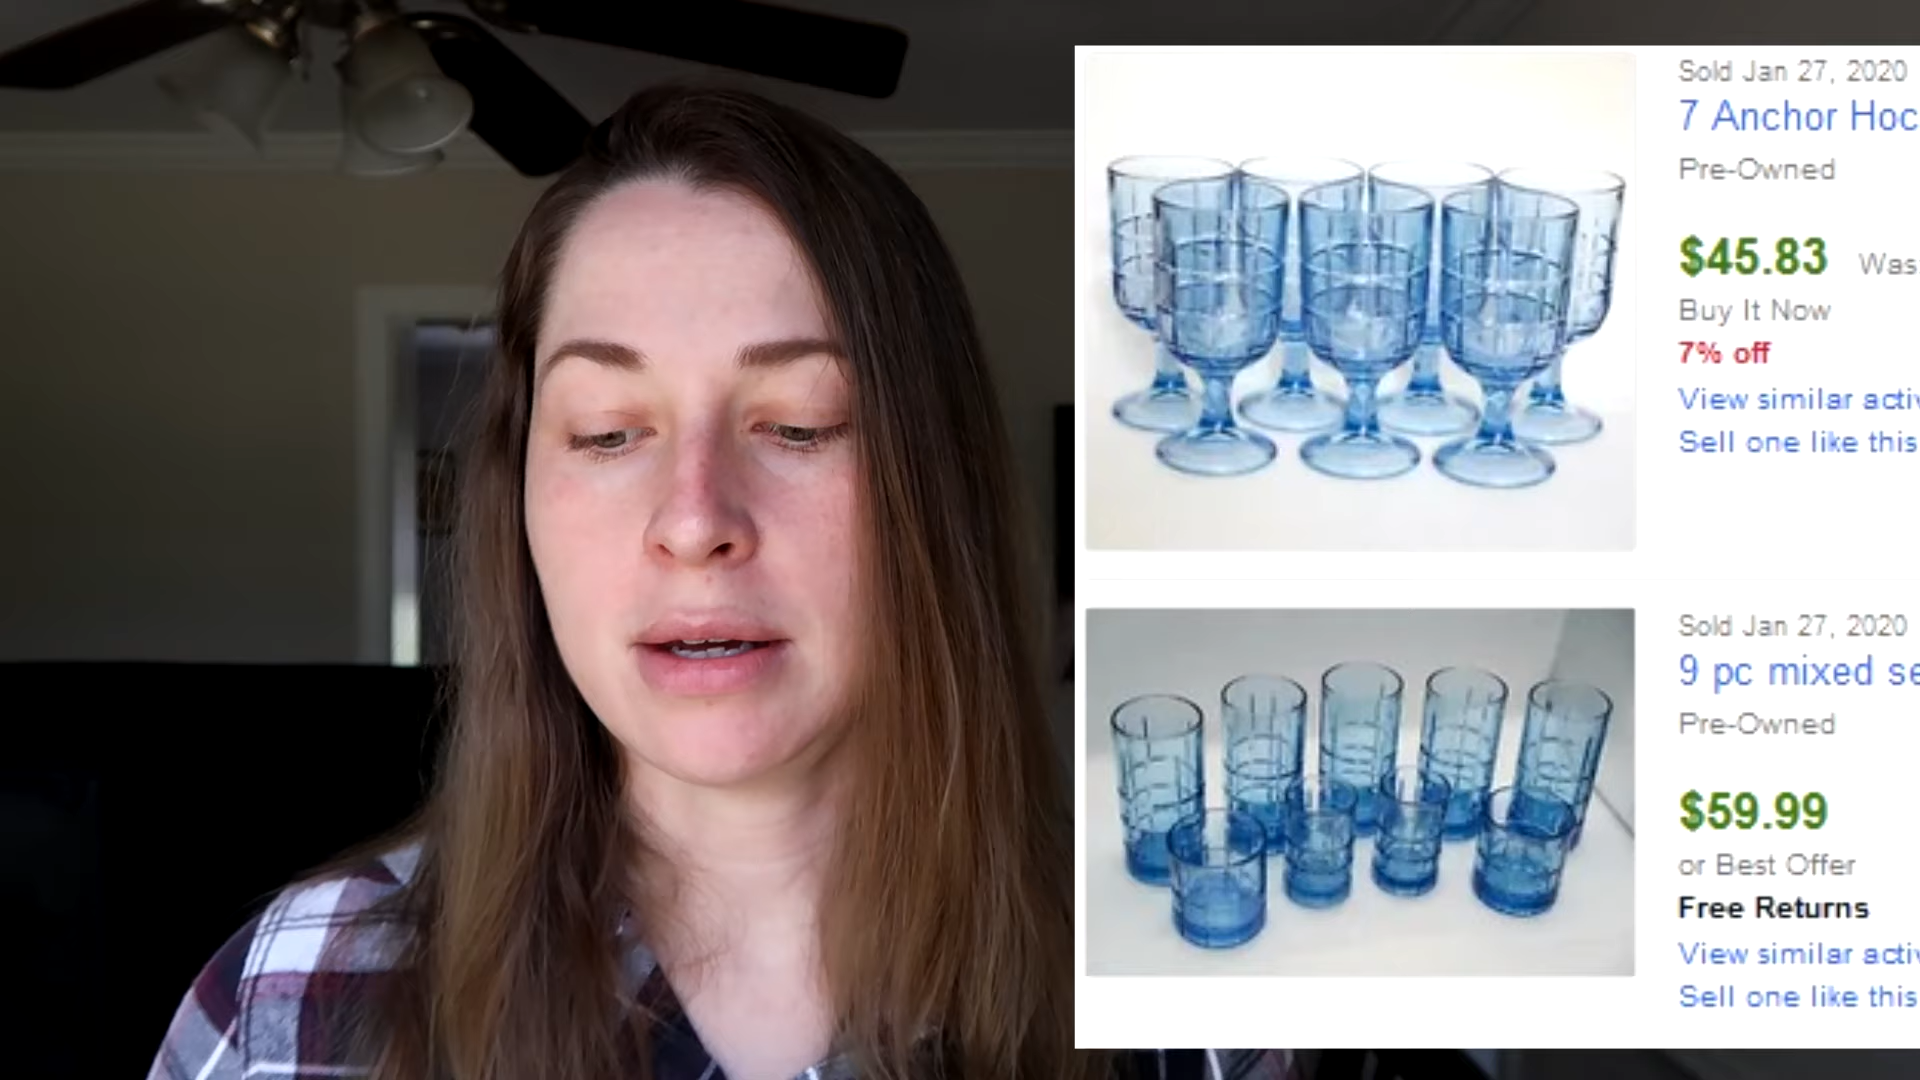 Sold Jan 27, 2020
7 Anchor Hoc
Pre-Owned
$45.83 Was
Buy It Now
7% off
View similar activ
Sell one like this
Sold Jan 27, 2020
9 pc mixed se
Pre-Owned
$59.99
or Best Offer
Free Returns
View similar activ
Sell one like this